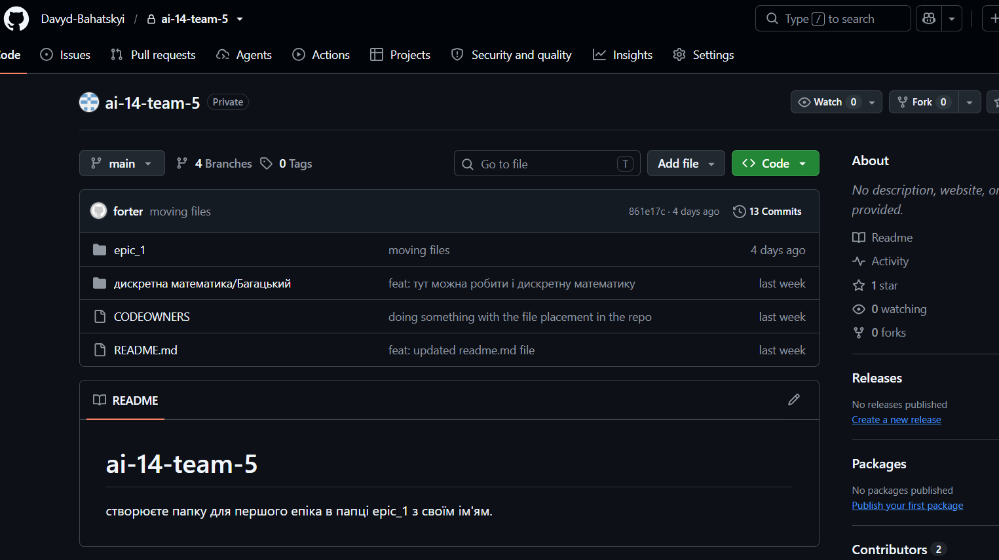 Davyd-Bahatskyi / ai-14-team-5
Type / to search
ode Issues Pull requests Agents Actions Projects Security and quality Insights Settings
ai-14-team-5 Private
Watch 0 Fork 0
main 4 Branches 0 Tags
Go to file T Add file Code
forter moving files 861e17c · 4 days ago 13 Commits
epic_1 moving files 4 days ago
дискретна математика/Багацький feat: тут можна робити і дискретну математику last week
CODEOWNERS doing something with the file placement in the repo last week
README.md feat: updated readme.md file last week
README
ai-14-team-5
створюєте папку для першого епіка в папці epic_1 з своїм ім'ям.
About
No description, website, or
provided.
Readme
Activity
1 star
0 watching
0 forks
Releases
No releases published
Create a new release
Packages
No packages published
Publish your first package
Contributors 2